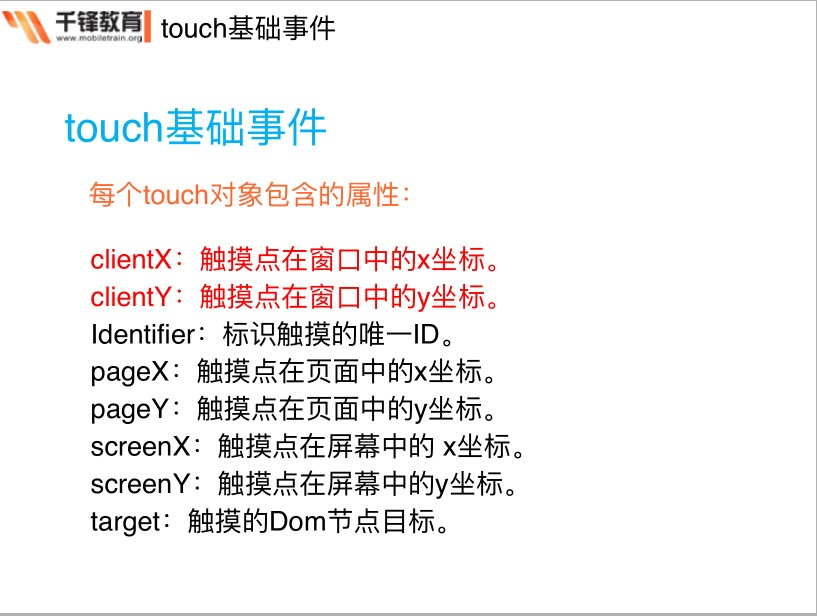 千锋教育
www.mobiletrain.org
touch基础事件
touch基础事件
每个touch对象包含的属性：
clientX：触摸点在窗口中的x坐标。
clientY：触摸点在窗口中的y坐标。
Identifier：标识触摸的唯一ID。
pageX：触摸点在页面中的x坐标。
pageY：触摸点在页面中的y坐标。
screenX：触摸点在屏幕中的 x坐标。
screenY：触摸点在屏幕中的y坐标。
target：触摸的Dom节点目标。